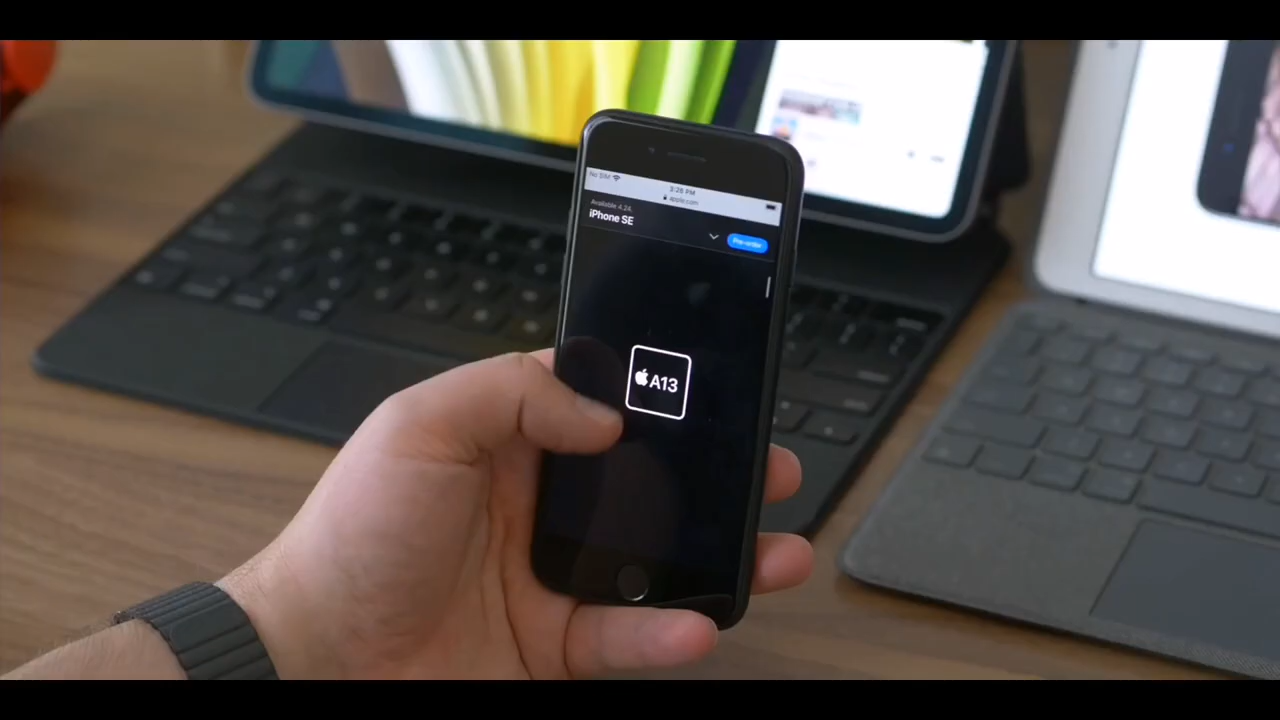 No SIM
3:28 PM
apple.com
Available 4.24.
iPhone SE
Pre-order
A13